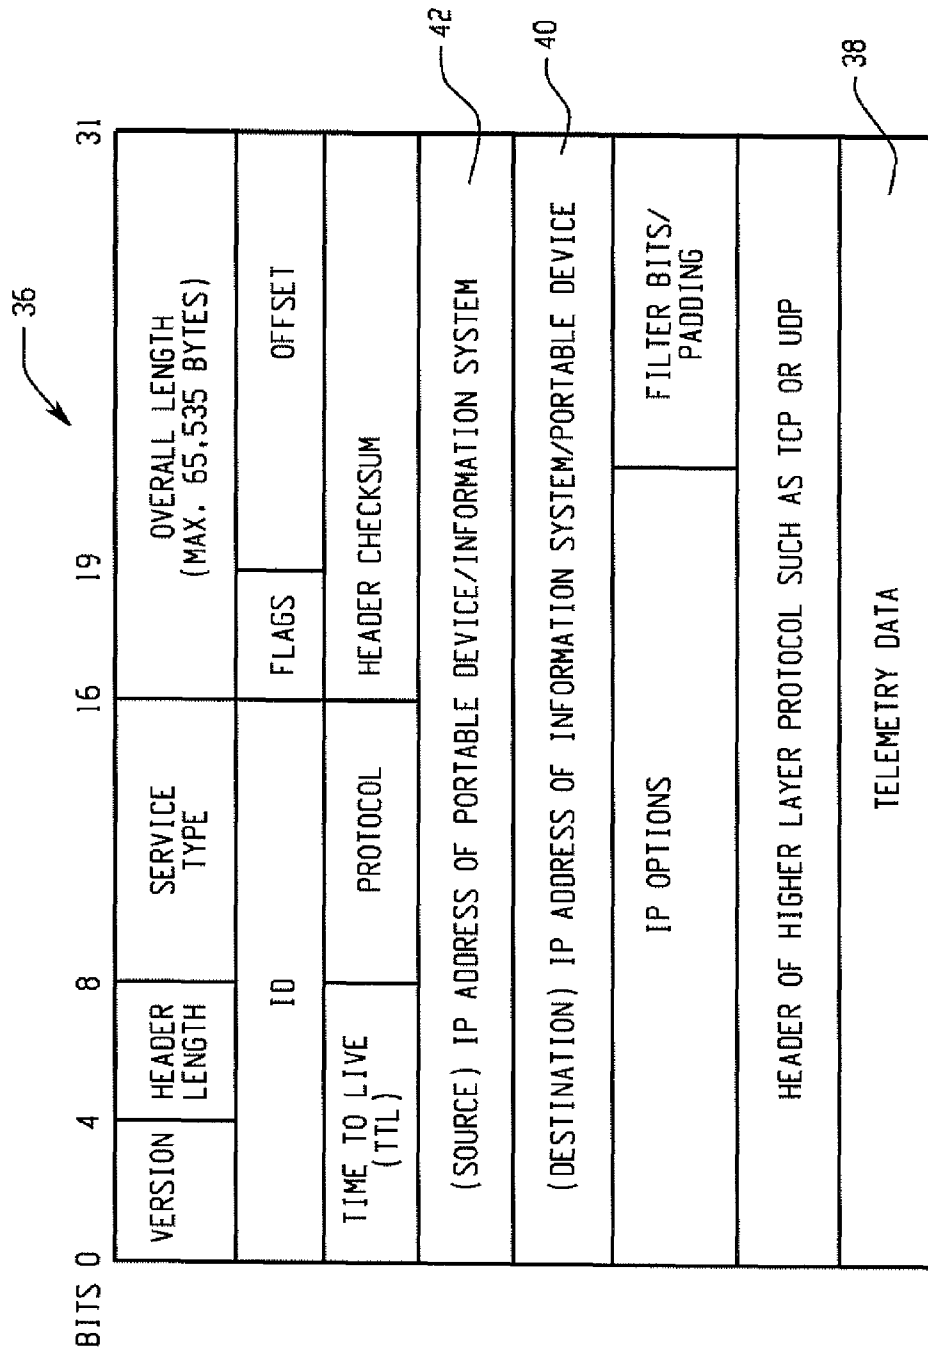 36
BITS 0 4 8 16 19 31
VERSION
HEADER
LENGTH
SERVICE
TYPE
OVERALL LENGTH
(MAX. 65.535 BYTES)
ID
FLAGS
OFFSET
TIME TO LIVE
(TTL)
PROTOCOL
HEADER CHECKSUM
(SOURCE) IP ADDRESS OF PORTABLE DEVICE/INFORMATION SYSTEM
42
(DESTINATION) IP ADDRESS OF INFORMATION SYSTEM/PORTABLE DEVICE
40
IP OPTIONS
FILTER BITS/
PADDING
HEADER OF HIGHER LAYER PROTOCOL SUCH AS TCP OR UDP
TELEMETRY DATA
38